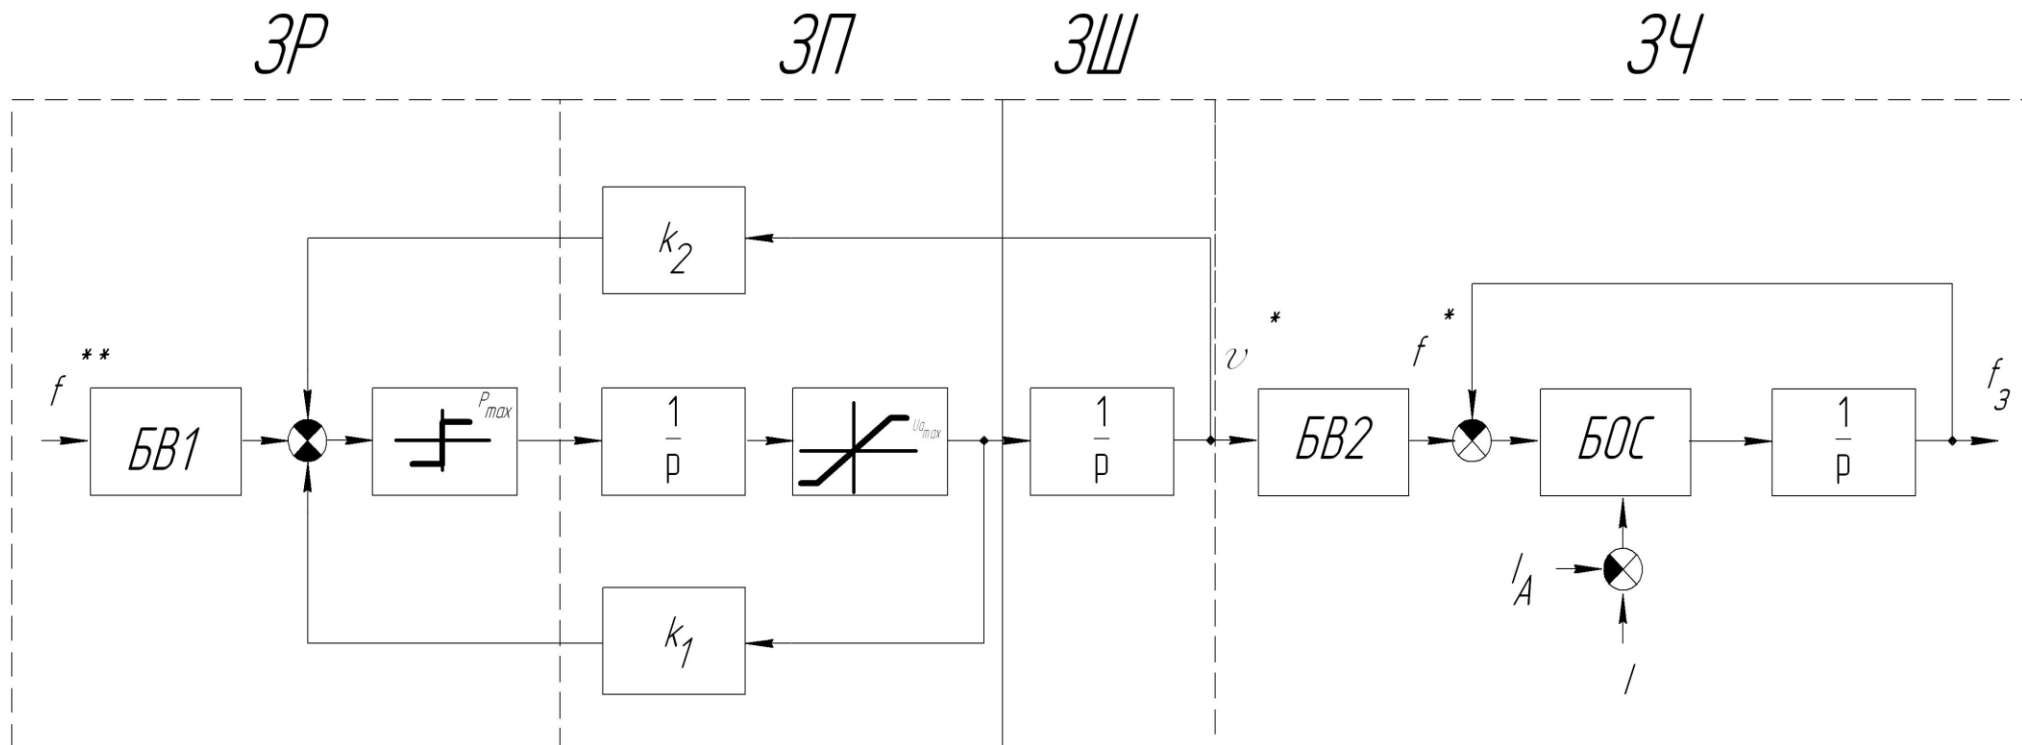 ЗР ЗП ЗШ ЗЧ
k2
f** БВ1 Pmax 1/p Uamax 1/p υ* БВ2 f* БОС 1/p fЗ
IA
k1
I